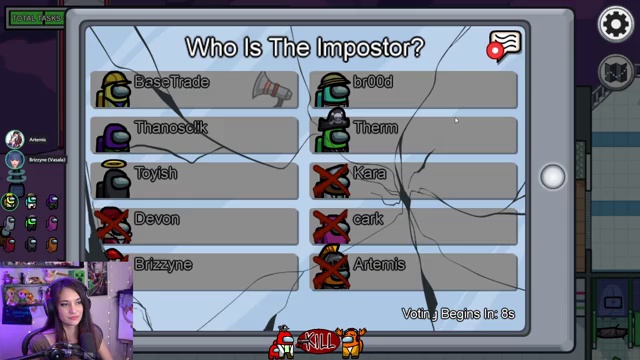 TOTAL TASKS
Who Is The Impostor?
BaseTrade
br00d
Thanosclik
Therm
Artemis
Brizzyne (Vasala)
Toyish
Kara
Devon
cark
Brizzyne
Artemis
Voting Begins In: 8s
KILL